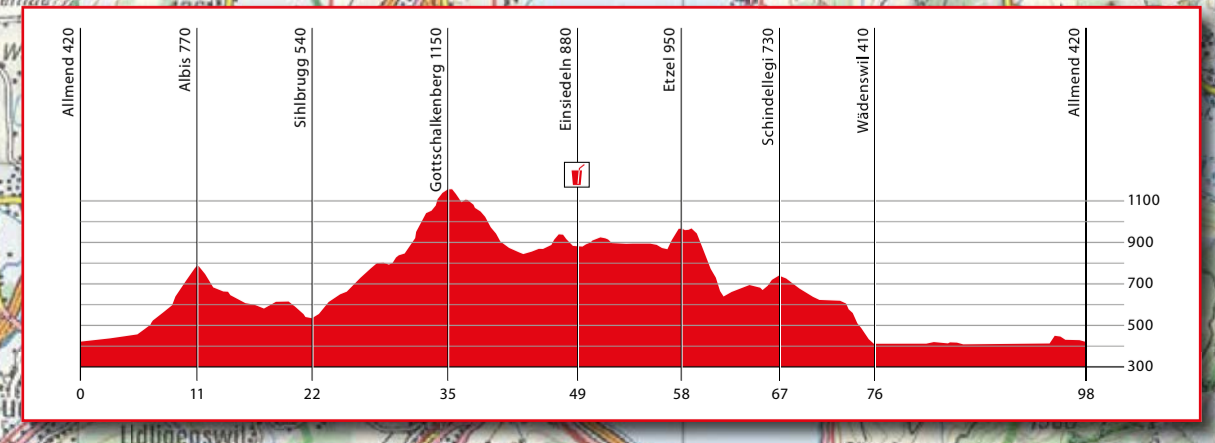 Allmend 420
Albis 770
Sihlbrugg 540
Gottschalkenberg 1150
Einsiedeln 880
Etzel 950
Schindellegi 730
Wädenswil 410
Allmend 420
1100
900
700
500
300
0 11 22 35 49 58 67 76 98
Udligenswil